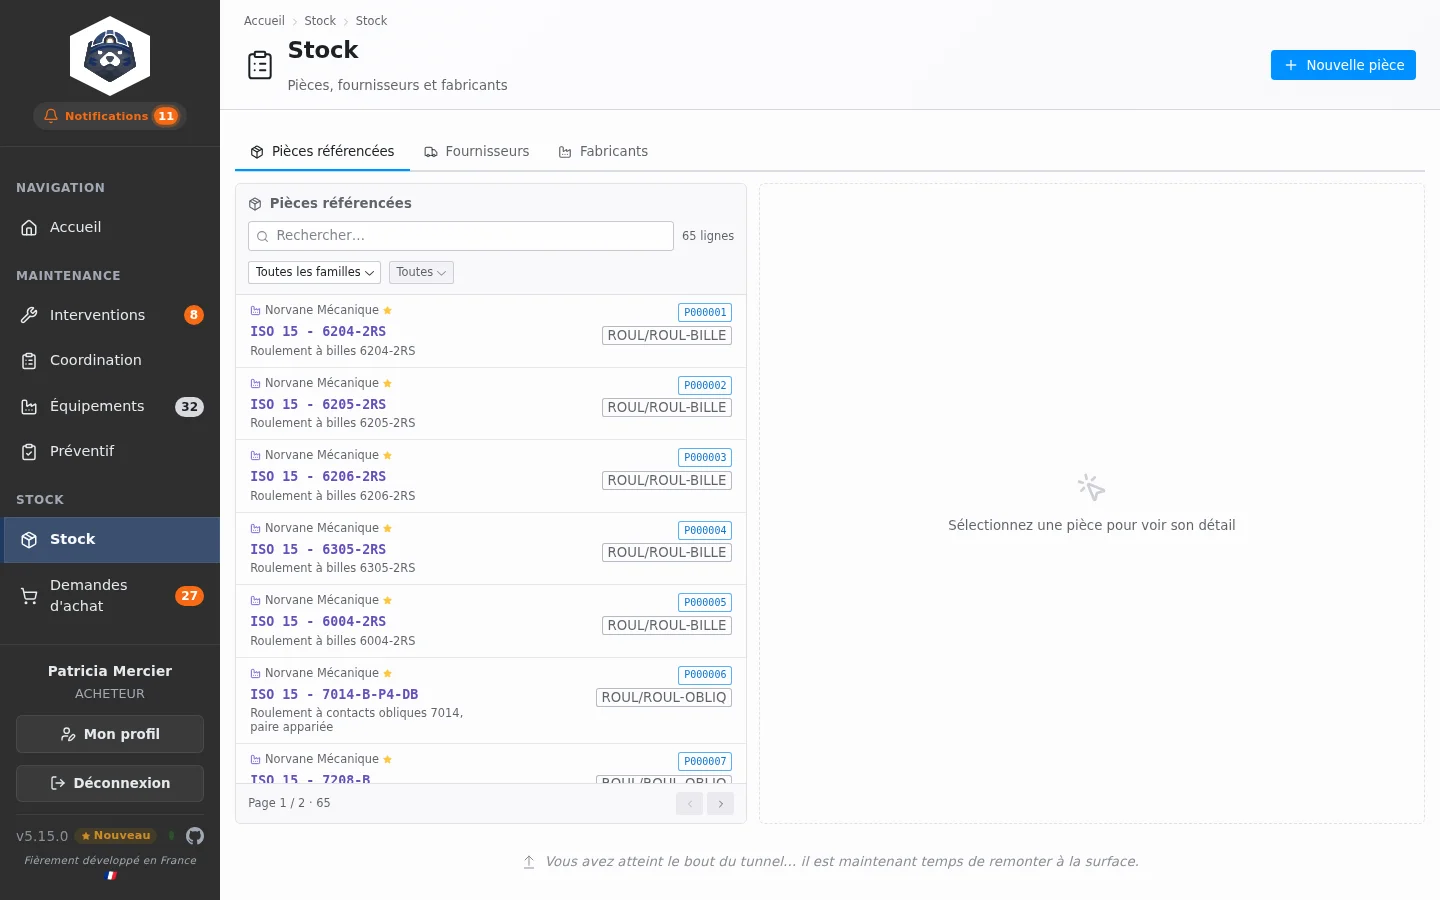 Notifications 11
NAVIGATION
Accueil
MAINTENANCE
Interventions 8
Coordination
Équipements 32
Préventif
STOCK
Stock
Demandes
d'achat 27
Patricia Mercier
ACHETEUR
Mon profil
Déconnexion
v5.15.0 Nouveau
Fièrement développé en France
Accueil Stock Stock
Stock
Pièces, fournisseurs et fabricants
Nouvelle pièce
Pièces référencées Fournisseurs Fabricants
Pièces référencées
Rechercher... 65 lignes
Toutes les familles Toutes
Norvane Mécanique P000001
ISO 15 - 6204-2RS ROUL/ROUL-BILLE
Roulement à billes 6204-2RS
Norvane Mécanique P000002
ISO 15 - 6205-2RS ROUL/ROUL-BILLE
Roulement à billes 6205-2RS
Norvane Mécanique P000003
ISO 15 - 6206-2RS ROUL/ROUL-BILLE
Roulement à billes 6206-2RS
Norvane Mécanique P000004
ISO 15 - 6305-2RS ROUL/ROUL-BILLE
Roulement à billes 6305-2RS
Norvane Mécanique P000005
ISO 15 - 6004-2RS ROUL/ROUL-BILLE
Roulement à billes 6004-2RS
Norvane Mécanique P000006
ISO 15 - 7014-B-P4-DB ROUL/ROUL-OBLIQ
Roulement à contacts obliques 7014,
paire appariée
Norvane Mécanique P000007
ISO 15 - 7208-B ROUL/ROUL-OBLIQ
Page 1 / 2 · 65
Sélectionnez une pièce pour voir son détail
Vous avez atteint le bout du tunnel... il est maintenant temps de remonter à la surface.